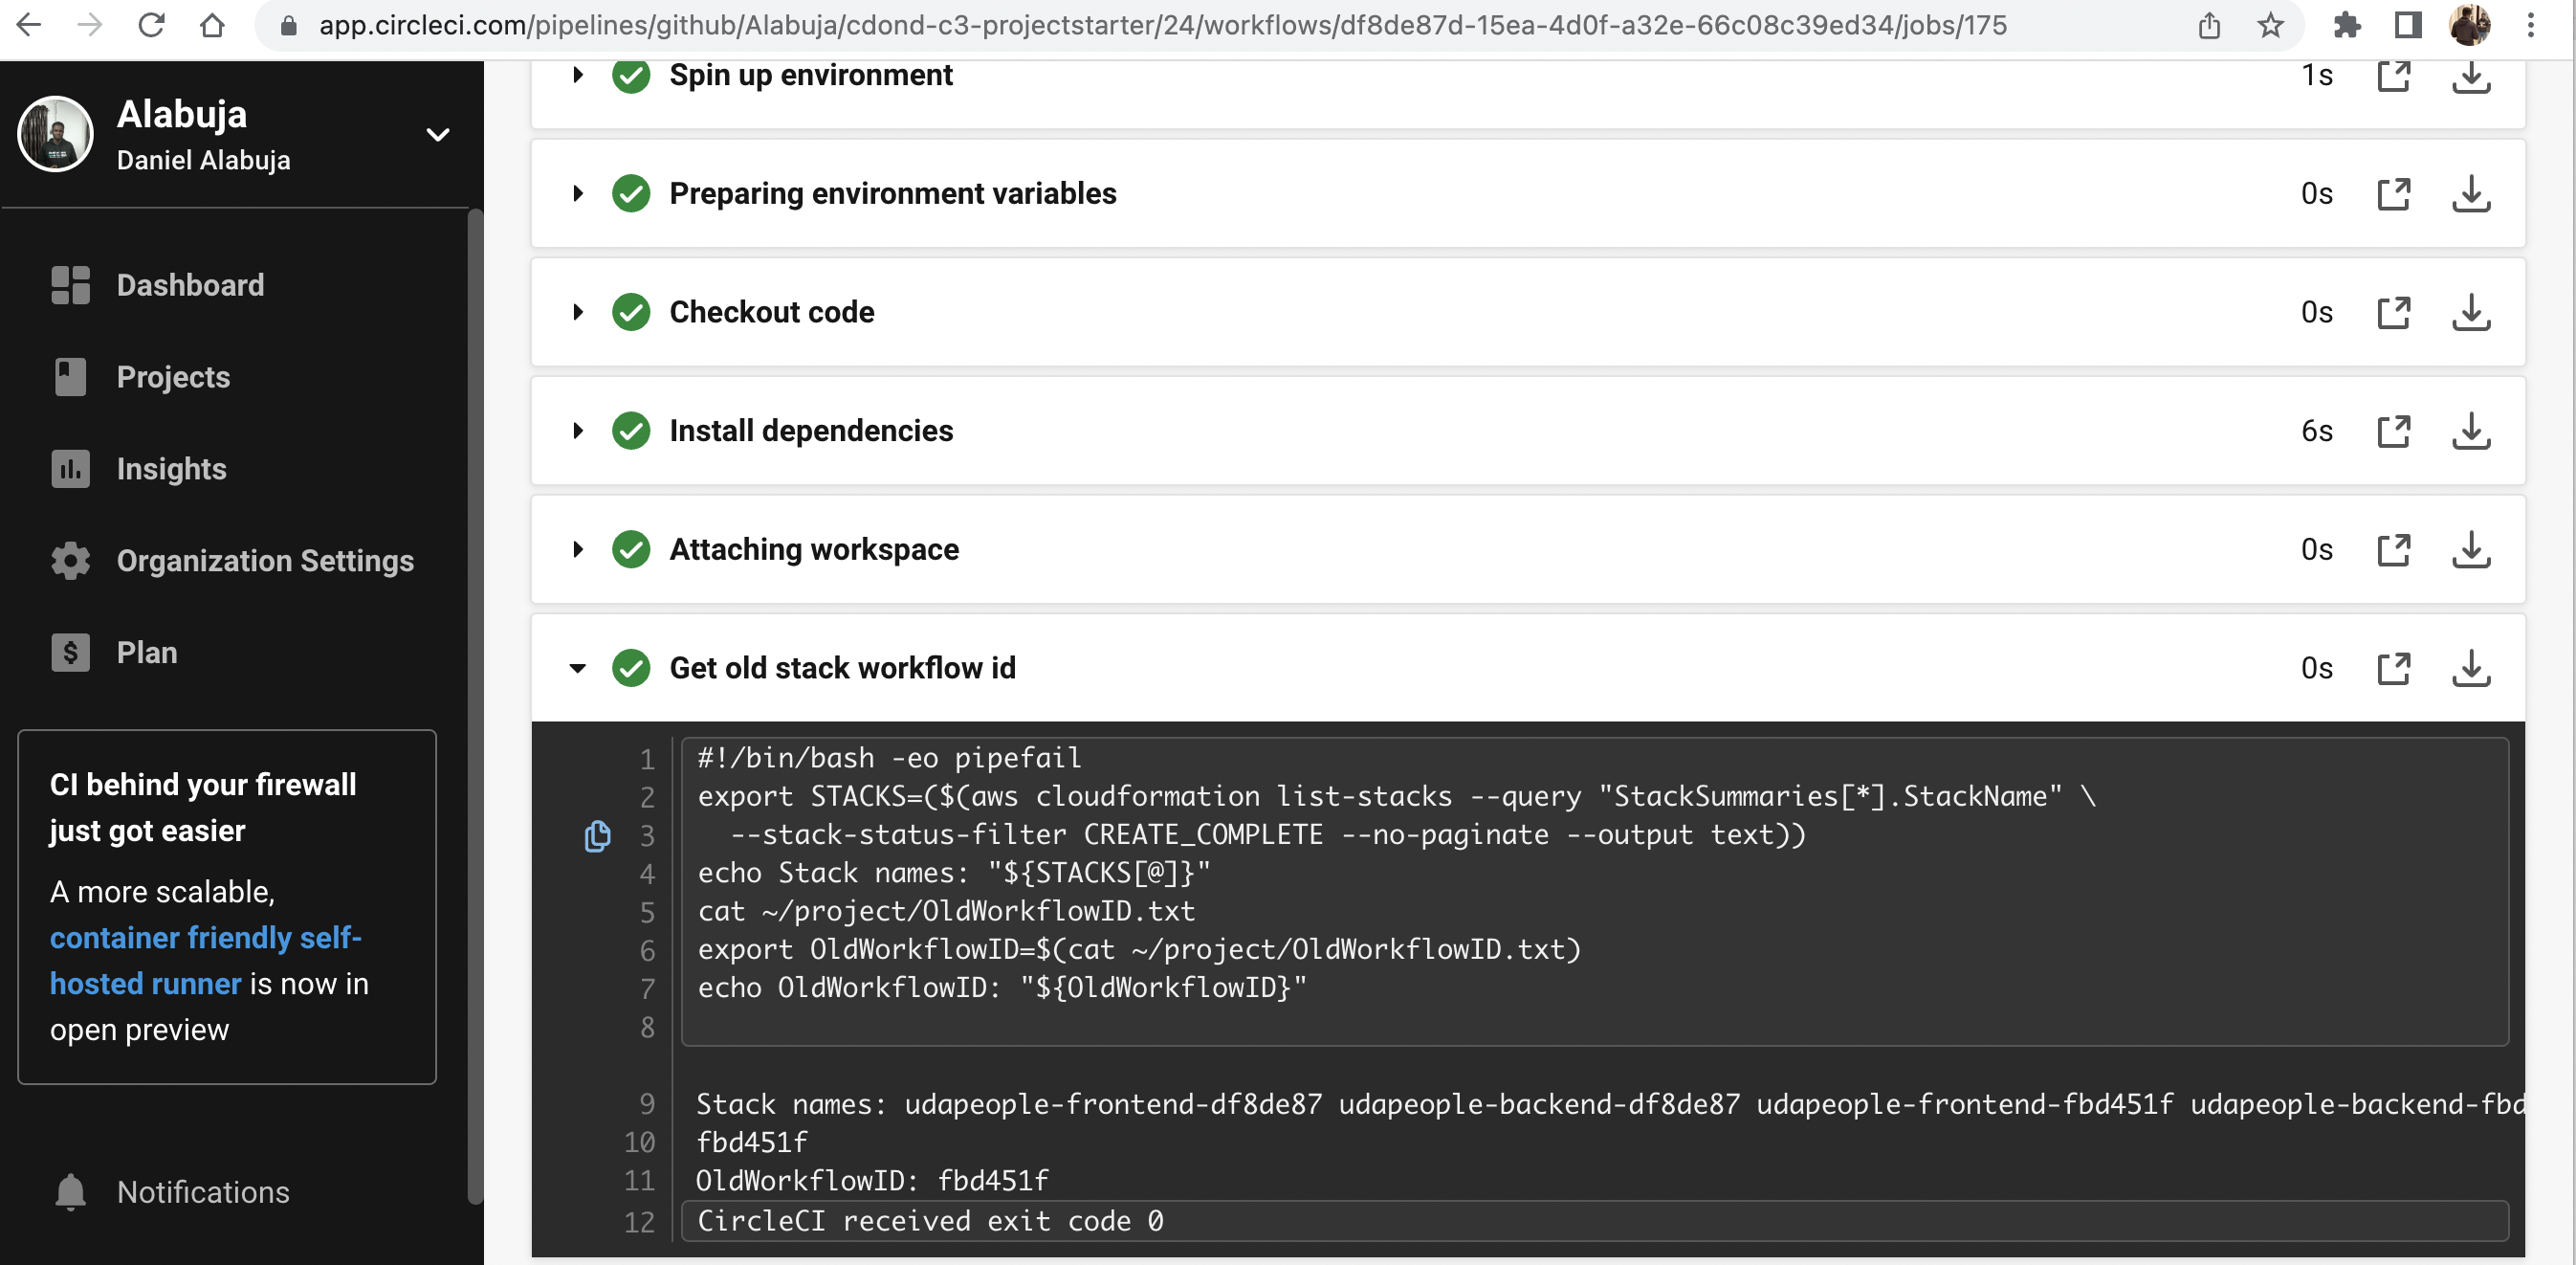 app.circleci.com/pipelines/github/Alabuja/cdond-c3-projectstarter/24/workflows/df8de87d-15ea-4d0f-a32e-66c08c39ed34/jobs/175
Alabuja
Daniel Alabuja
Dashboard
Projects
Insights
Organization Settings
Plan
CI behind your firewall
just got easier
A more scalable,
container friendly self-
hosted runner is now in
open preview
Notifications
Spin up environment 1s
Preparing environment variables 0s
Checkout code 0s
Install dependencies 6s
Attaching workspace 0s
Get old stack workflow id 0s
1 #!/bin/bash -eo pipefail
2 export STACKS=($(aws cloudformation list-stacks --query "StackSummaries[*].StackName" \
3 --stack-status-filter CREATE_COMPLETE --no-paginate --output text))
4 echo Stack names: "${STACKS[@]}"
5 cat ~/project/OldWorkflowID.txt
6 export OldWorkflowID=$(cat ~/project/OldWorkflowID.txt)
7 echo OldWorkflowID: "${OldWorkflowID}"
8
9 Stack names: udapeople-frontend-df8de87 udapeople-backend-df8de87 udapeople-frontend-fbd451f udapeople-backend-fbd
10 fbd451f
11 OldWorkflowID: fbd451f
12 CircleCI received exit code 0